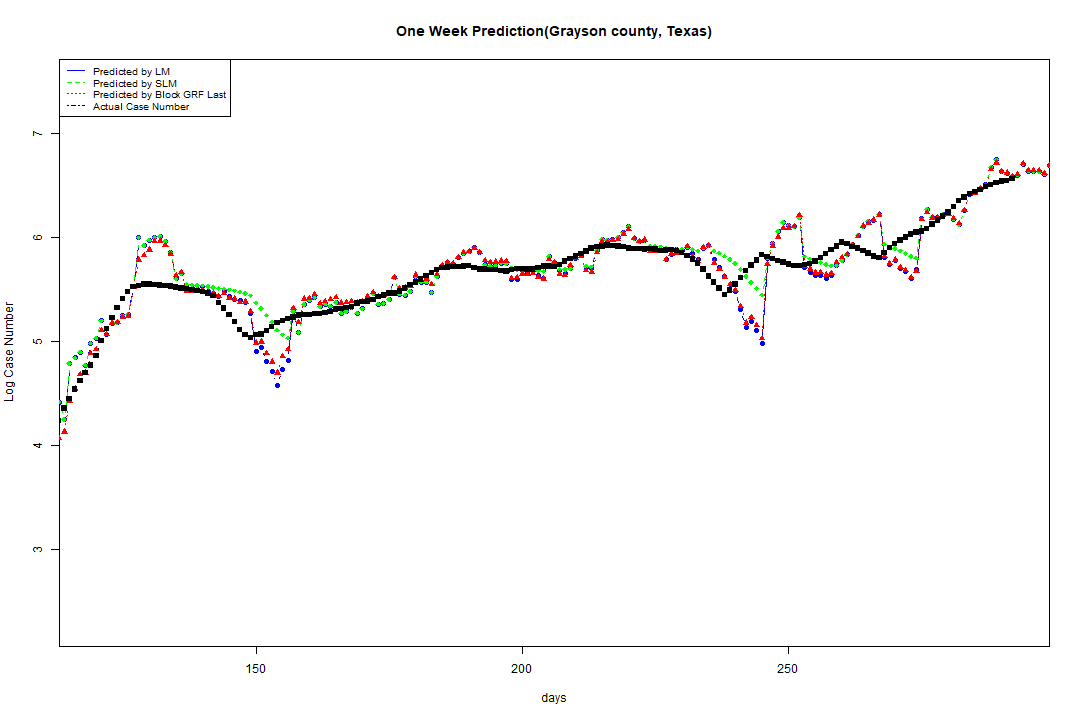 One Week Prediction(Grayson county, Texas)
Predicted by LM
Predicted by SLM
Predicted by Block GRF Last
Actual Case Number
7
6
5
4
3
Log Case Number
150 200 250
days